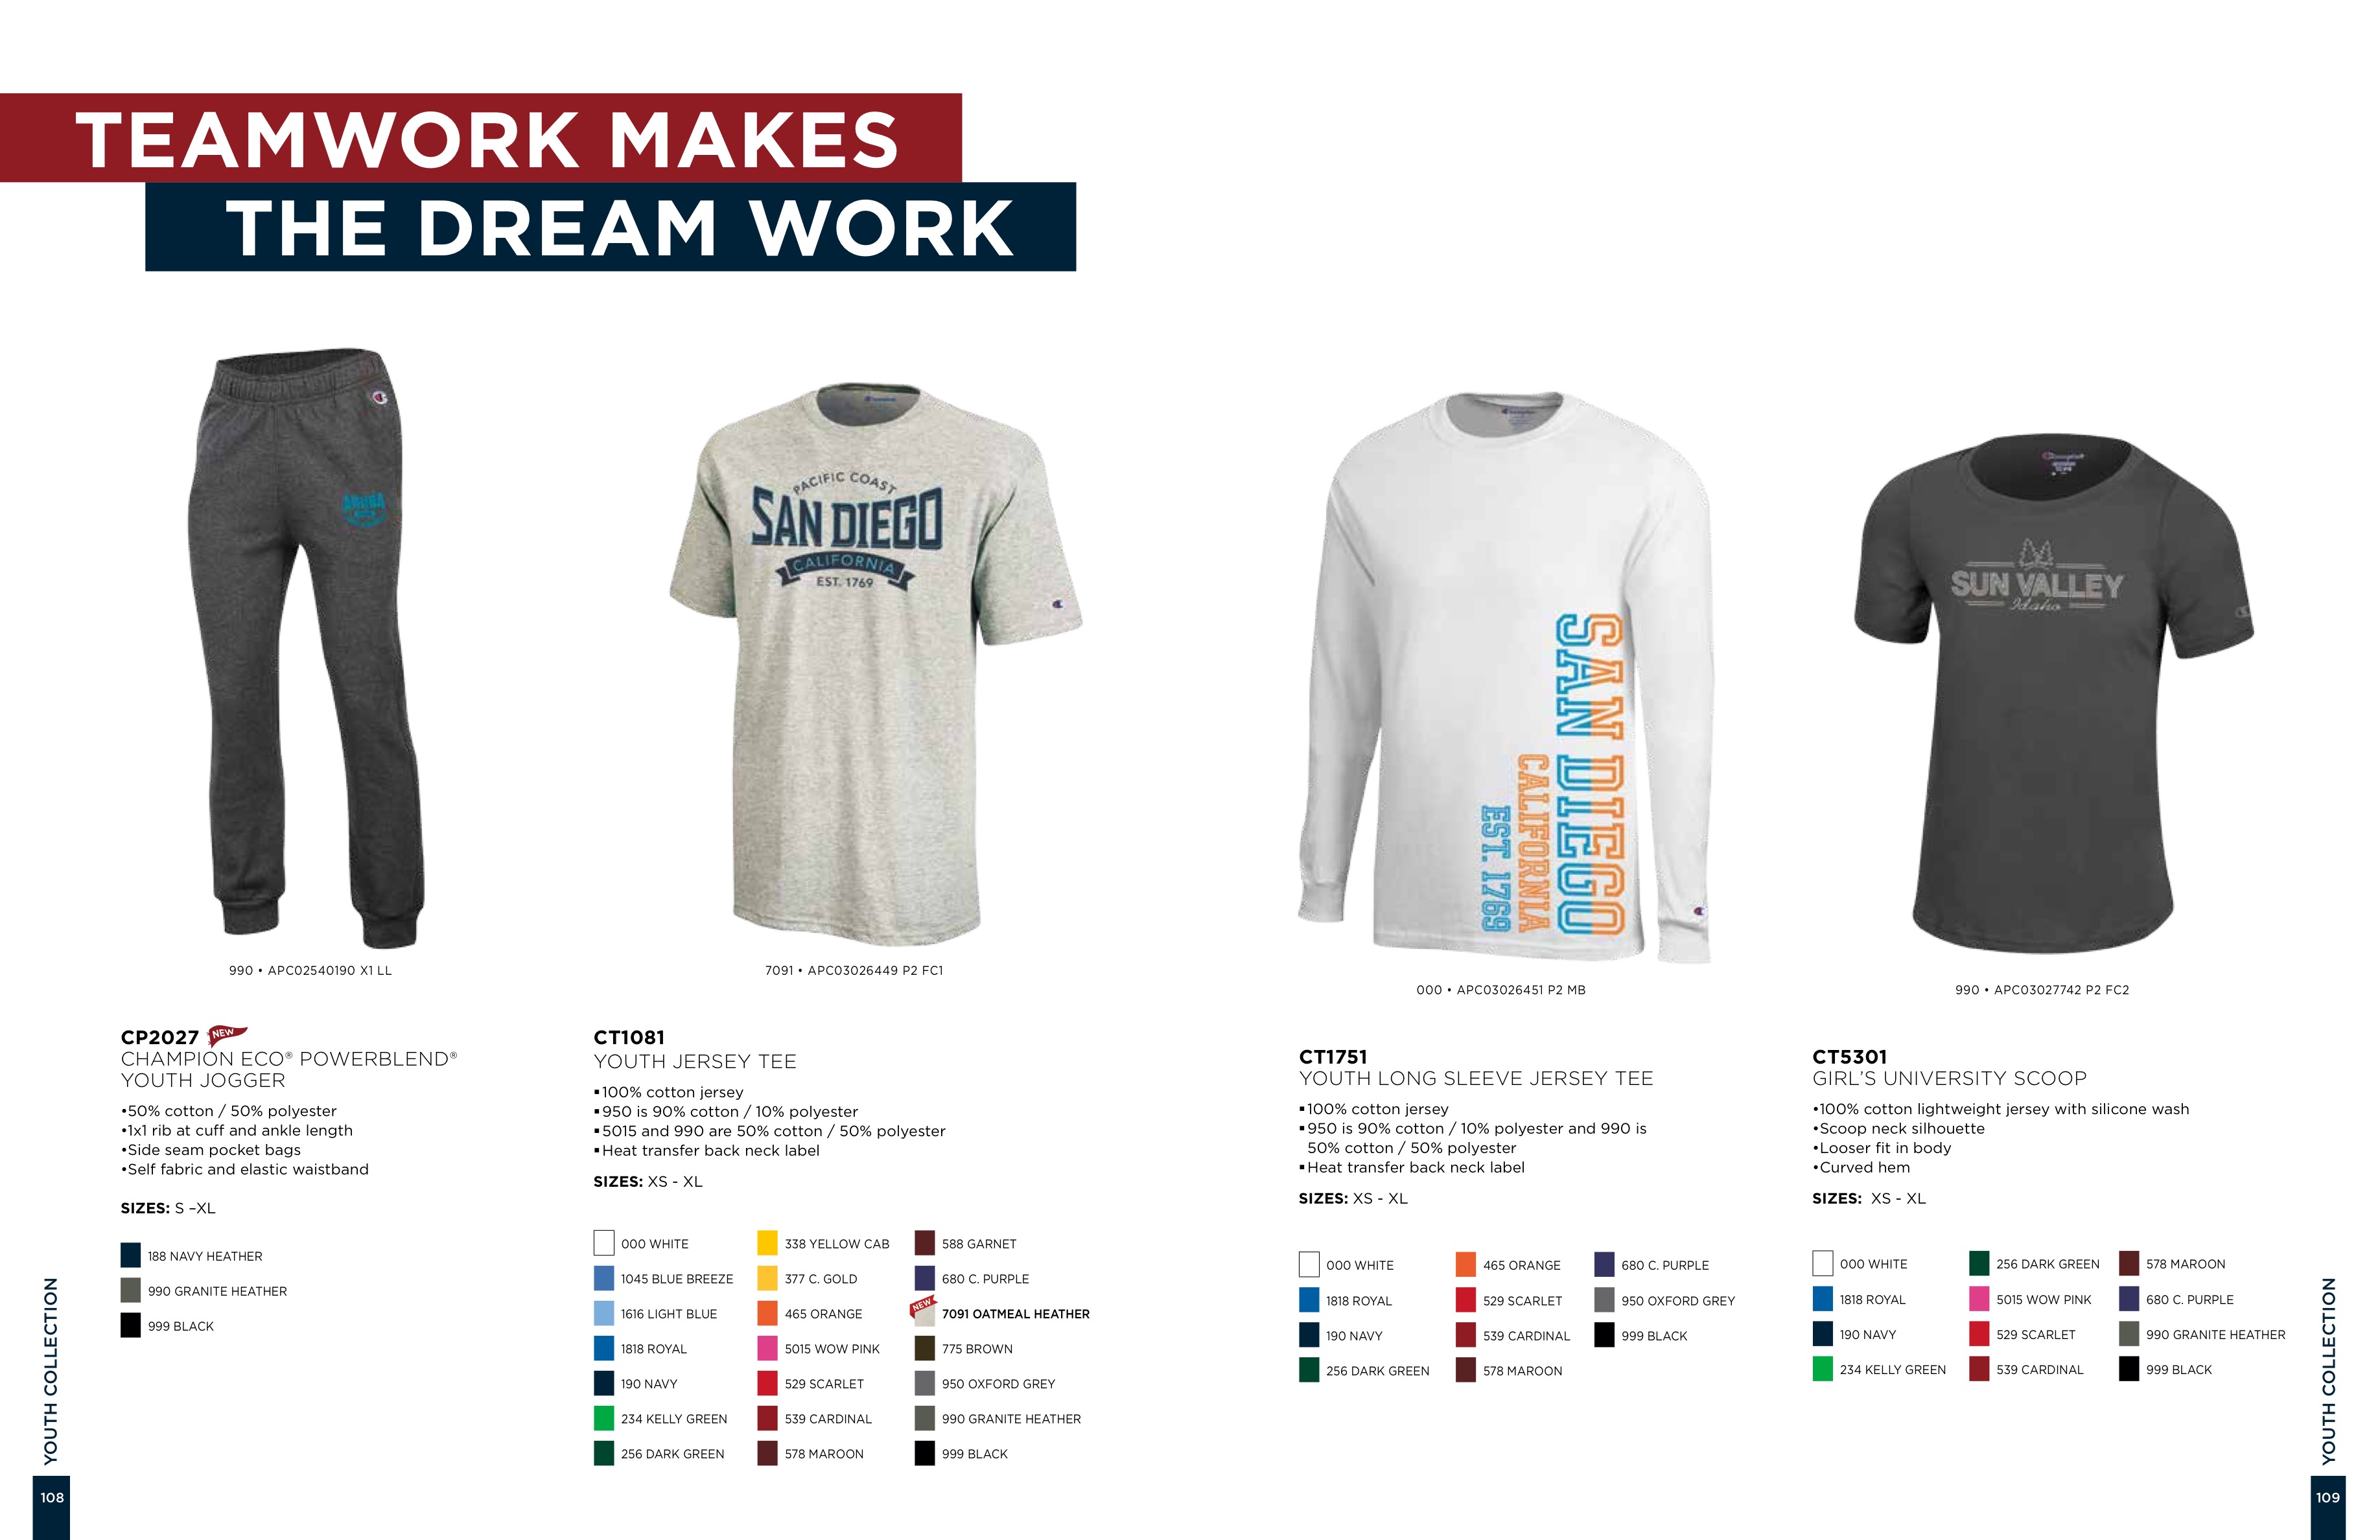 TEAMWORK MAKES
THE DREAM WORK
PACIFIC COAST
SAN DIEGO
CALIFORNIA
EST. 1769
SAN DIEGO
CALIFORNIA
EST. 1769
Champion
SUN VALLEY
Idaho
990 • APC02540190 X1 LL
7091 • APC03026449 P2 FC1
000 • APC03026451 P2 MB
990 • APC03027742 P2 FC2
CP2027 NEW
CHAMPION ECO® POWERBLEND®
YOUTH JOGGER
•50% cotton / 50% polyester
•1x1 rib at cuff and ankle length
•Side seam pocket bags
•Self fabric and elastic waistband
SIZES: S –XL
188 NAVY HEATHER
990 GRANITE HEATHER
999 BLACK
CT1081
YOUTH JERSEY TEE
▪100% cotton jersey
▪950 is 90% cotton / 10% polyester
▪5015 and 990 are 50% cotton / 50% polyester
▪Heat transfer back neck label
SIZES: XS - XL
000 WHITE
1045 BLUE BREEZE
1616 LIGHT BLUE
1818 ROYAL
190 NAVY
234 KELLY GREEN
256 DARK GREEN
338 YELLOW CAB
377 C. GOLD
465 ORANGE
5015 WOW PINK
529 SCARLET
539 CARDINAL
578 MAROON
588 GARNET
680 C. PURPLE
NEW 7091 OATMEAL HEATHER
775 BROWN
950 OXFORD GREY
990 GRANITE HEATHER
999 BLACK
CT1751
YOUTH LONG SLEEVE JERSEY TEE
▪100% cotton jersey
▪950 is 90% cotton / 10% polyester and 990 is
50% cotton / 50% polyester
▪Heat transfer back neck label
SIZES: XS - XL
000 WHITE
1818 ROYAL
190 NAVY
256 DARK GREEN
465 ORANGE
529 SCARLET
539 CARDINAL
578 MAROON
680 C. PURPLE
950 OXFORD GREY
999 BLACK
CT5301
GIRL'S UNIVERSITY SCOOP
•100% cotton lightweight jersey with silicone wash
•Scoop neck silhouette
•Looser fit in body
•Curved hem
SIZES: XS - XL
000 WHITE
1818 ROYAL
190 NAVY
234 KELLY GREEN
256 DARK GREEN
5015 WOW PINK
529 SCARLET
539 CARDINAL
578 MAROON
680 C. PURPLE
990 GRANITE HEATHER
999 BLACK
YOUTH COLLECTION
108
YOUTH COLLECTION
109